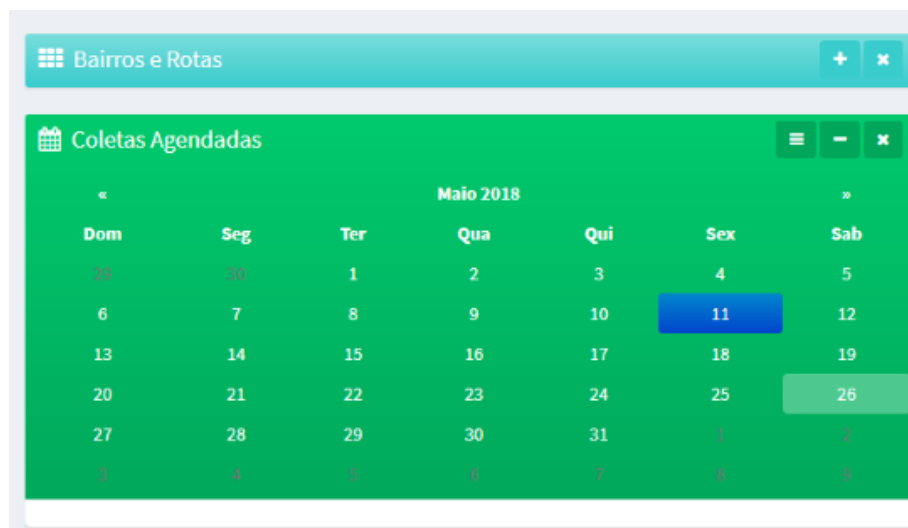 Bairros e Rotas
Coletas Agendadas
« Maio 2018 »
Dom Seg Ter Qua Qui Sex Sab
29 30 1 2 3 4 5
6 7 8 9 10 11 12
13 14 15 16 17 18 19
20 21 22 23 24 25 26
27 28 29 30 31 1 2
3 4 5 6 7 8 9